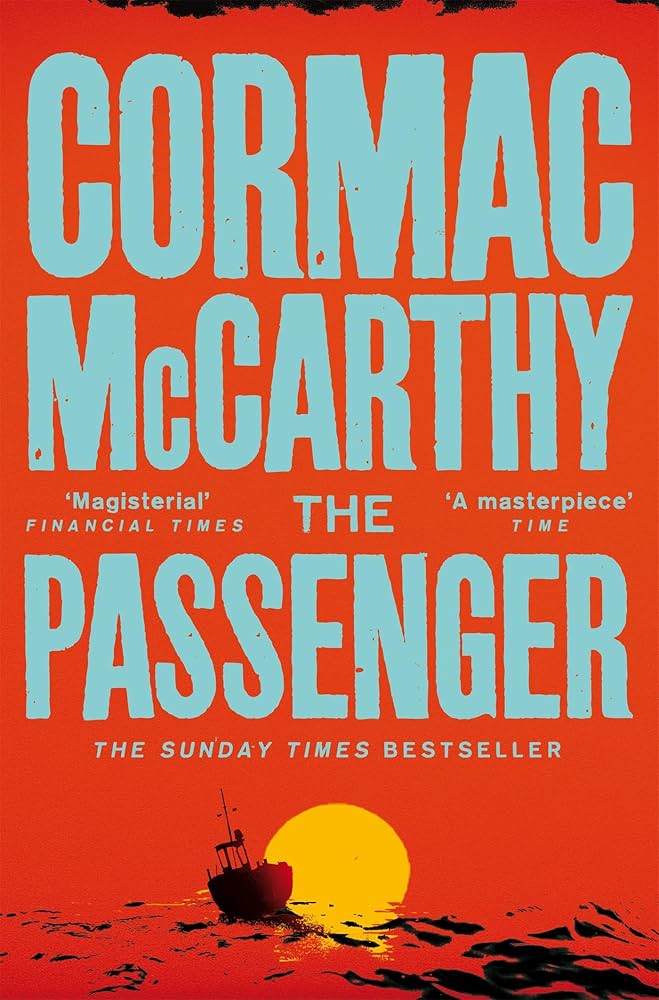 CORMAC
McCARTHY
‘Magisterial’
FINANCIAL TIMES
THE
‘A masterpiece’
TIME
PASSENGER
THE SUNDAY TIMES BESTSELLER